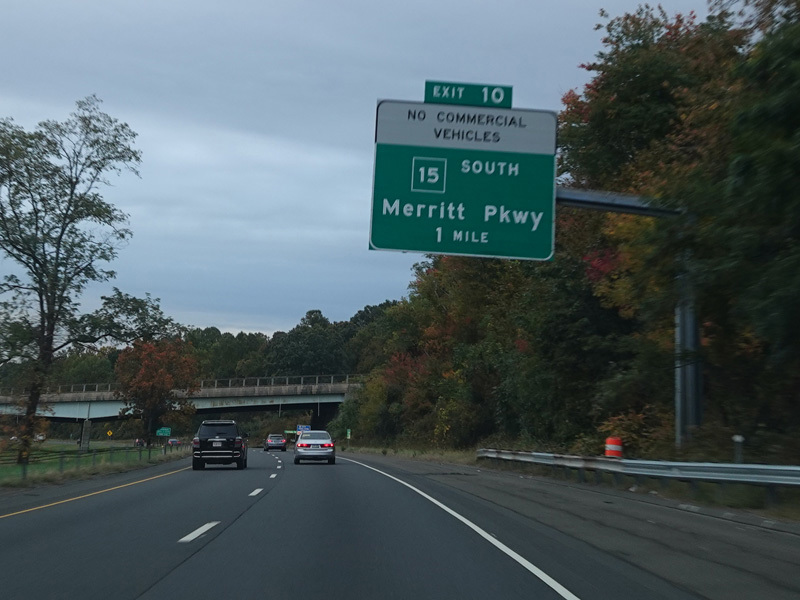 EXIT 10
NO COMMERCIAL
VEHICLES
15 SOUTH
Merritt Pkwy
1 MILE